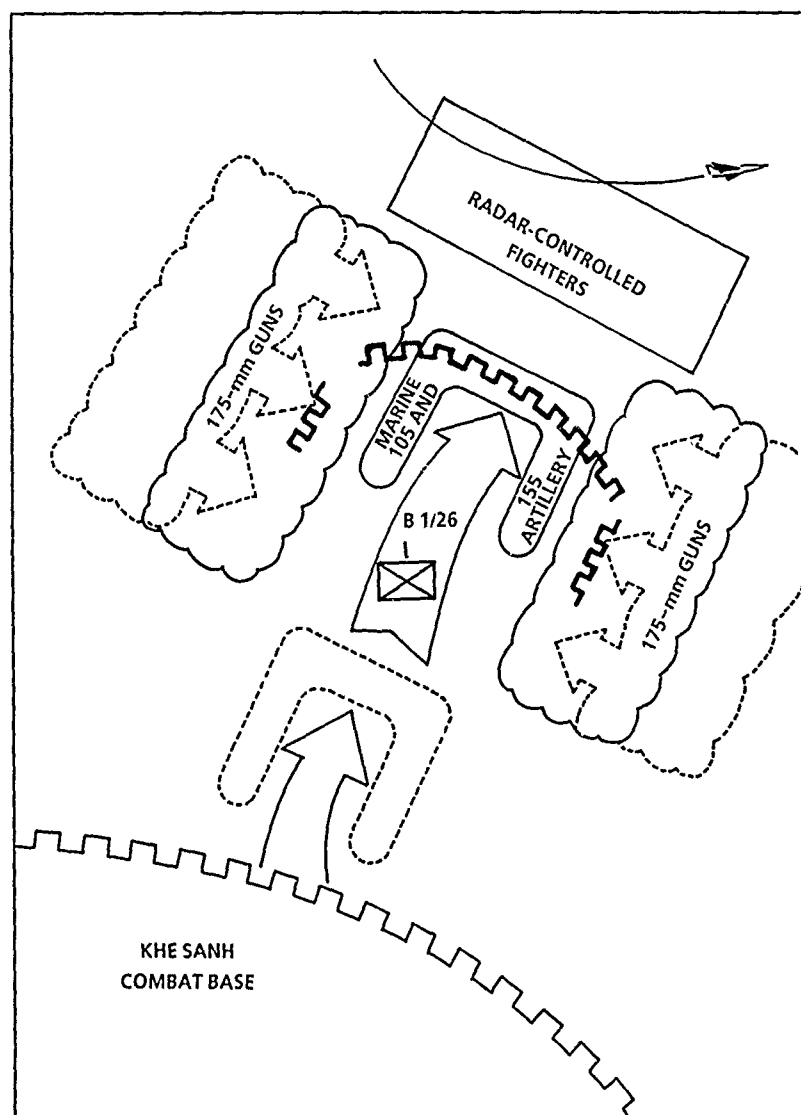 RADAR-CONTROLLED
FIGHTERS
175-mm GUNS
MARINE
105 AND
155
ARTILLERY
B 1/26
175-mm GUNS
KHE SANH
COMBAT BASE